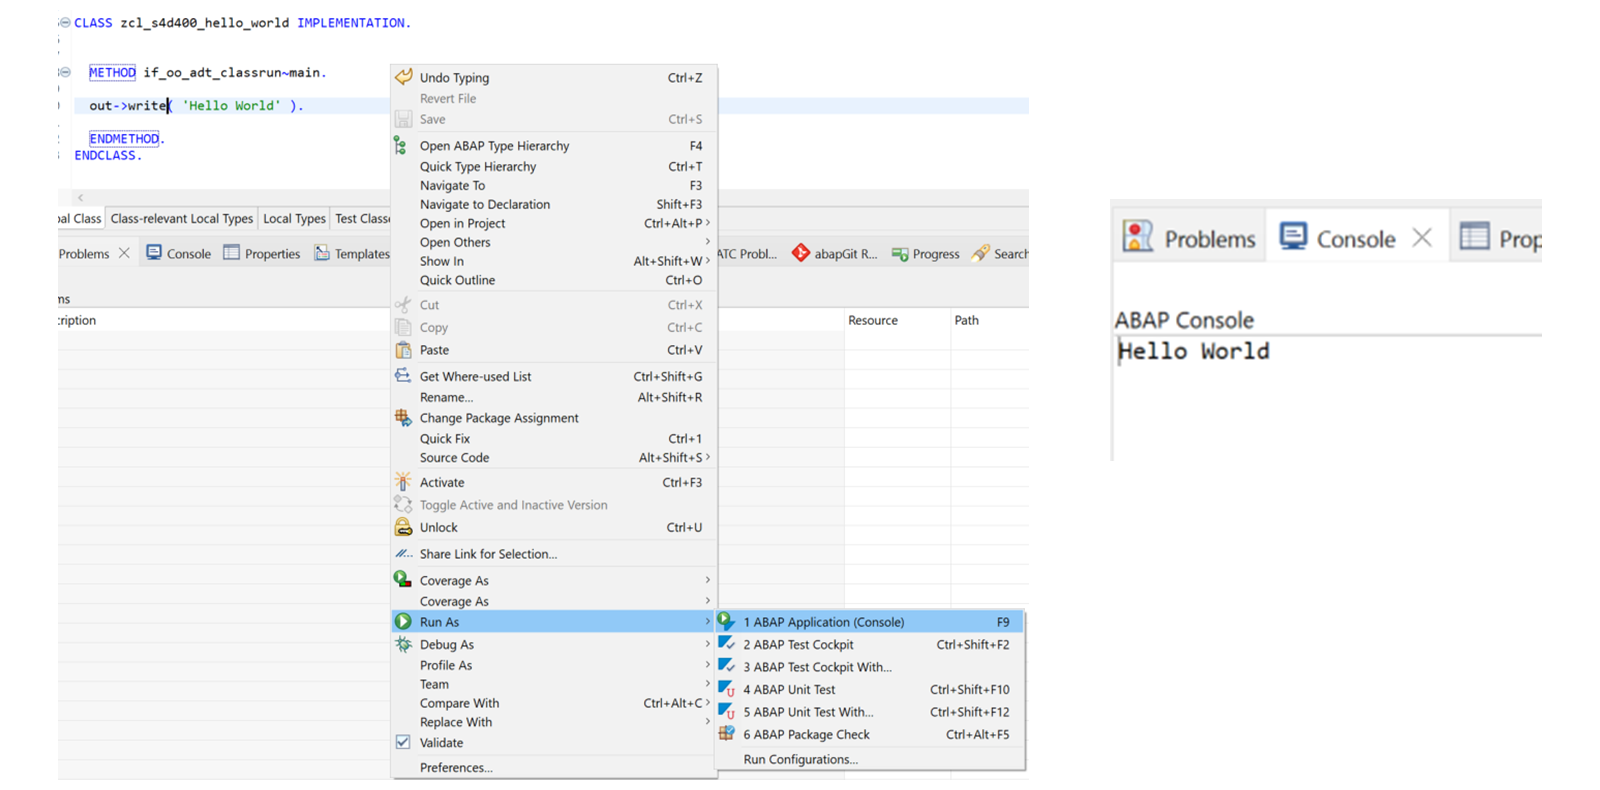 CLASS zcl_s4d400_hello_world IMPLEMENTATION.
METHOD if_oo_adt_classrun~main.
out->write( 'Hello World' ).
ENDMETHOD.
ENDCLASS.
bal Class Class-relevant Local Types Local Types Test Classe
Problems Console Properties Templates
ms
cription
Undo Typing Ctrl+Z
Revert File
Save Ctrl+S
Open ABAP Type Hierarchy F4
Quick Type Hierarchy Ctrl+T
Navigate To F3
Navigate to Declaration Shift+F3
Open in Project Ctrl+Alt+P
Open Others
Show In Alt+Shift+W
Quick Outline Ctrl+O
Cut Ctrl+X
Copy Ctrl+C
Paste Ctrl+V
Get Where-used List Ctrl+Shift+G
Rename... Alt+Shift+R
Change Package Assignment
Quick Fix Ctrl+1
Source Code Alt+Shift+S
Activate Ctrl+F3
Toggle Active and Inactive Version
Unlock Ctrl+U
Share Link for Selection...
Coverage As
Coverage As
Run As
Debug As
Profile As
Team
Compare With Ctrl+Alt+C
Replace With
Validate
Preferences...
ATC Probl... abapGit R... Progress Search
Resource Path
1 ABAP Application (Console) F9
2 ABAP Test Cockpit Ctrl+Shift+F2
3 ABAP Test Cockpit With...
4 ABAP Unit Test Ctrl+Shift+F10
5 ABAP Unit Test With... Ctrl+Shift+F12
6 ABAP Package Check Ctrl+Alt+F5
Run Configurations...
Problems Console Prop
ABAP Console
Hello World